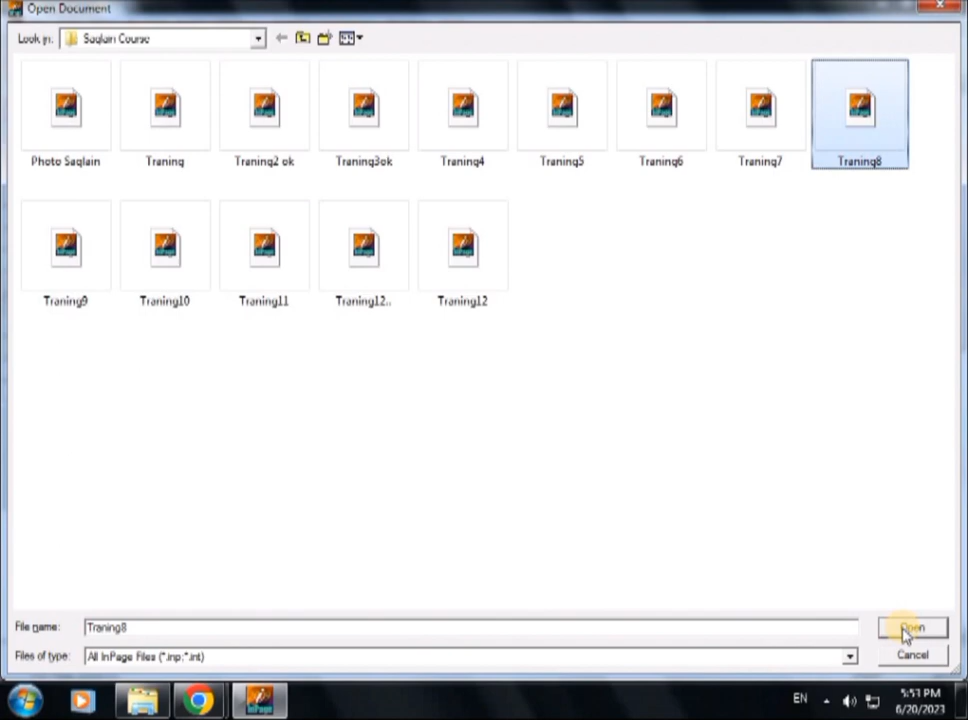 Open Document
Look in: Saqlain Course
Photo Saqlain Traning Traning2 ok Traning3ok Traning4 Traning5 Traning6 Traning7 Traning8
Traning9 Traning10 Traning11 Traning12.. Traning12
File name: Traning8 Open
Files of type: All InPage Files (*.inp;*.int) Cancel
EN 5:53 PM
6/20/2023